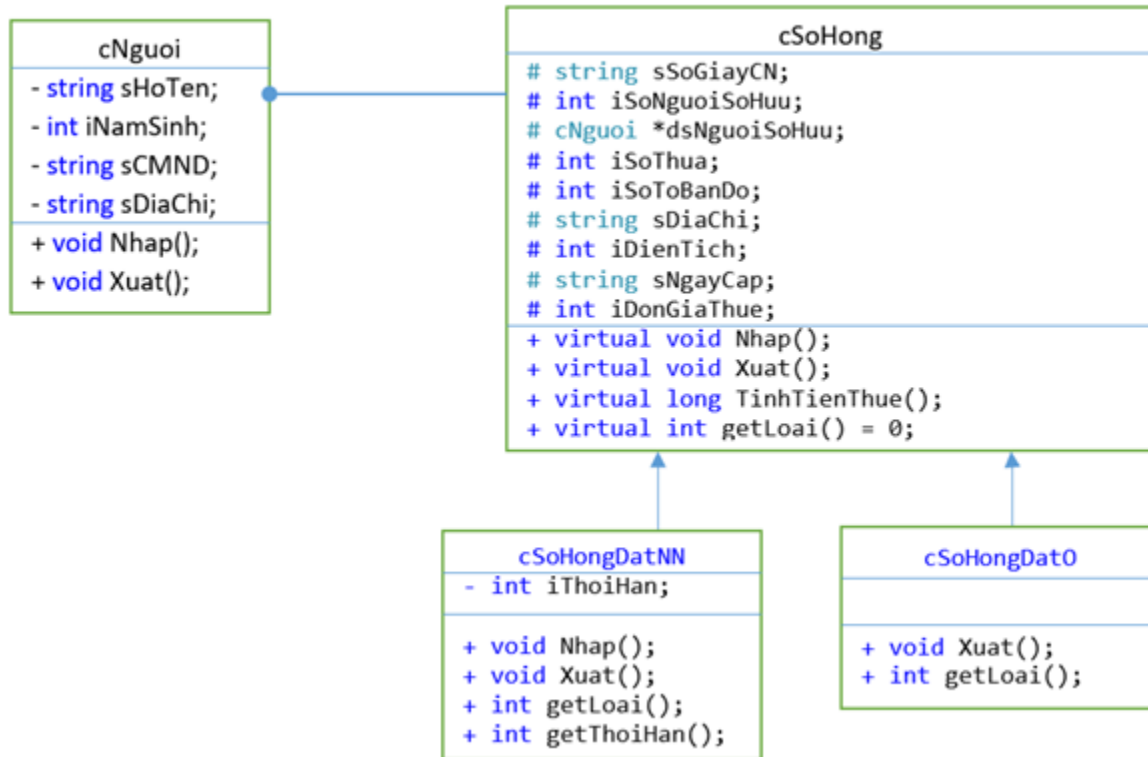 cNguoi
- string sHoTen;
- int iNamSinh;
- string sCMND;
- string sDiaChi;
+ void Nhap();
+ void Xuat();
cSoHong
# string sSoGiayCN;
# int iSoNguoiSoHuu;
# cNguoi *dsNguoiSoHuu;
# int iSoThua;
# int iSoToBanDo;
# string sDiaChi;
# int iDienTich;
# string sNgayCap;
# int iDonGiaThue;
+ virtual void Nhap();
+ virtual void Xuat();
+ virtual long TinhTienThue();
+ virtual int getLoai() = 0;
cSoHongDatNN
- int iThoiHan;
+ void Nhap();
+ void Xuat();
+ int getLoai();
+ int getThoiHan();
cSoHongDatO
+ void Xuat();
+ int getLoai();